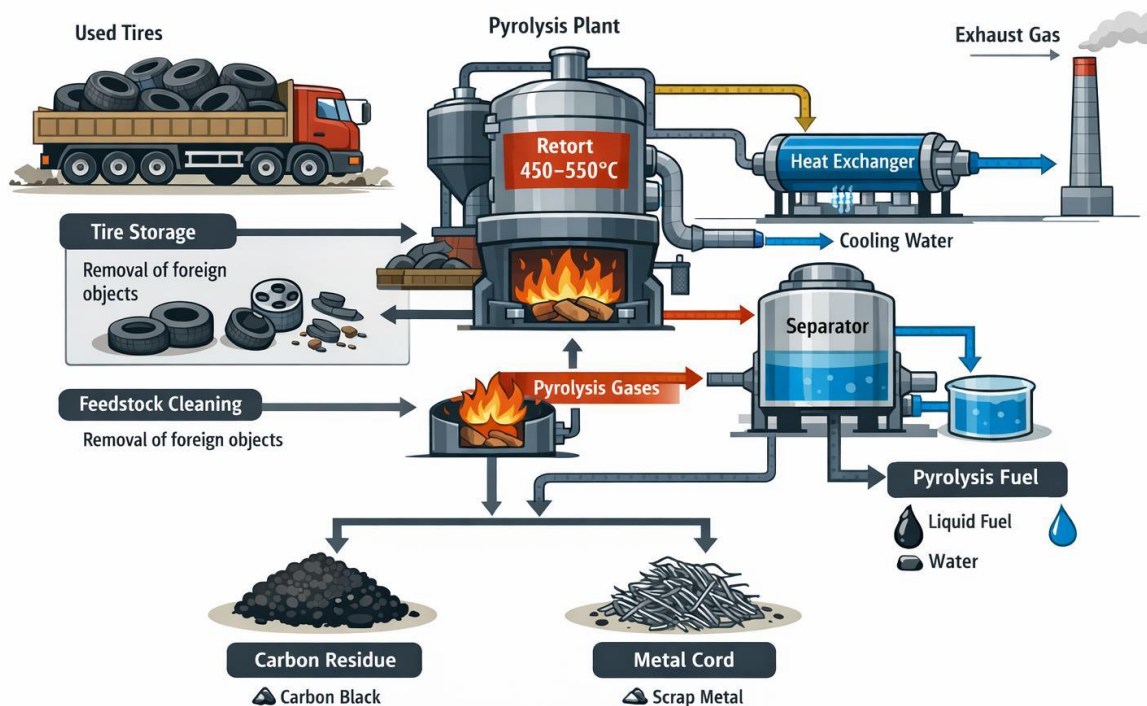 Used Tires
Pyrolysis Plant
Exhaust Gas
Retort
450–550°C
Heat Exchanger
Tire Storage
Cooling Water
Removal of foreign
objects
Separator
Pyrolysis Gases
Feedstock Cleaning
Removal of foreign objects
Pyrolysis Fuel
Liquid Fuel
Water
Carbon Residue
Metal Cord
Carbon Black
Scrap Metal